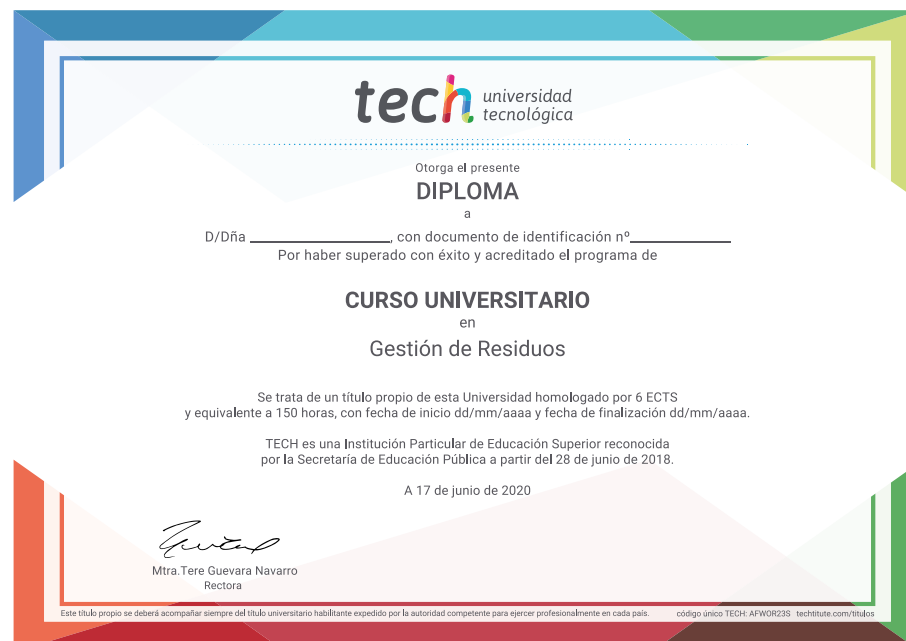 tech universidad
tecnológica
Otorga el presente
DIPLOMA
a
D/Dña ____________________, con documento de identificación nº______________
Por haber superado con éxito y acreditado el programa de
CURSO UNIVERSITARIO
en
Gestión de Residuos
Se trata de un título propio de esta Universidad homologado por 6 ECTS
y equivalente a 150 horas, con fecha de inicio dd/mm/aaaa y fecha de finalización dd/mm/aaaa.
TECH es una Institución Particular de Educación Superior reconocida
por la Secretaría de Educación Pública a partir del 28 de junio de 2018.
A 17 de junio de 2020
Mtra.Tere Guevara Navarro
Rectora
Este título propio se deberá acompañar siempre del título universitario habilitante expedido por la autoridad competente para ejercer profesionalmente en cada país. código único TECH: AFWOR23S techtitute.com/titulos